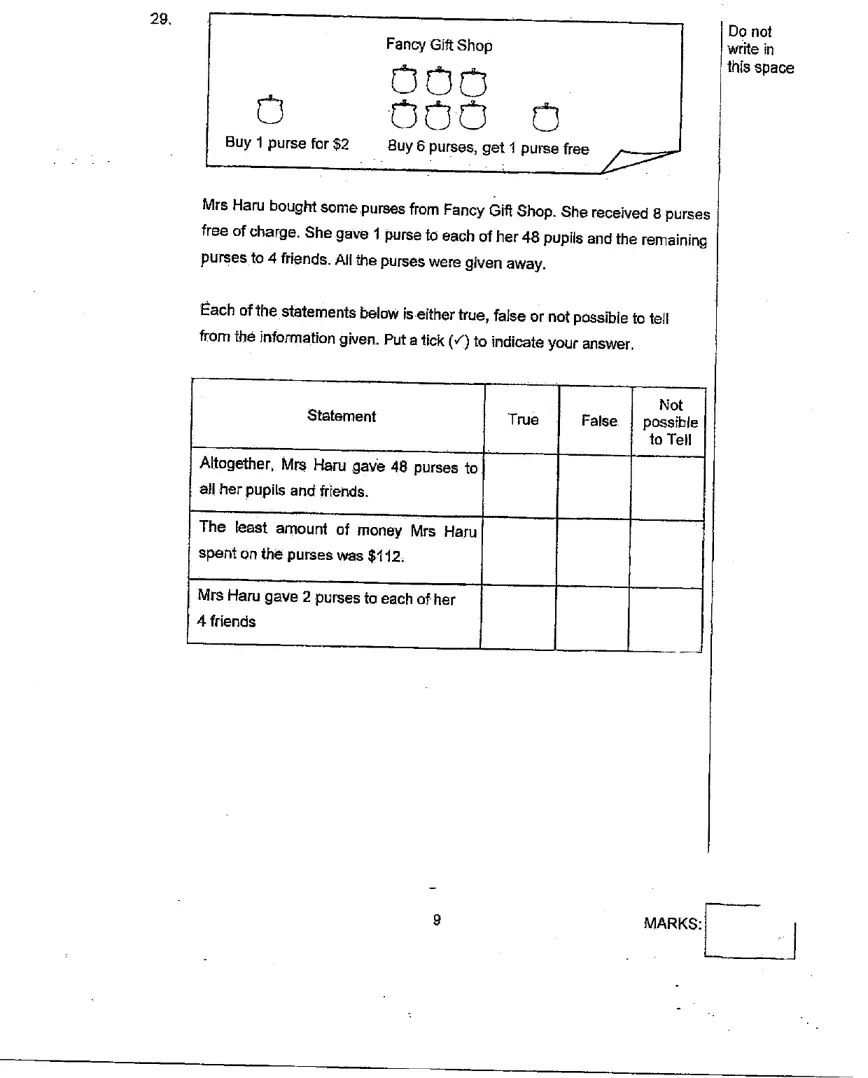 29.
Do not
write in
this space
Fancy Gift Shop
Buy 1 purse for $2
Buy 6 purses, get 1 purse free
Mrs Haru bought some purses from Fancy Gift Shop. She received 8 purses
free of charge. She gave 1 purse to each of her 48 pupils and the remaining
purses to 4 friends. All the purses were given away.
Each of the statements below is either true, false or not possible to tell
from the information given. Put a tick (✓) to indicate your answer.
Statement
True
False
Not
possible
to Tell
Altogether, Mrs Haru gave 48 purses to
all her pupils and friends.
The least amount of money Mrs Haru
spent on the purses was $112.
Mrs Haru gave 2 purses to each of her
4 friends
9
MARKS: